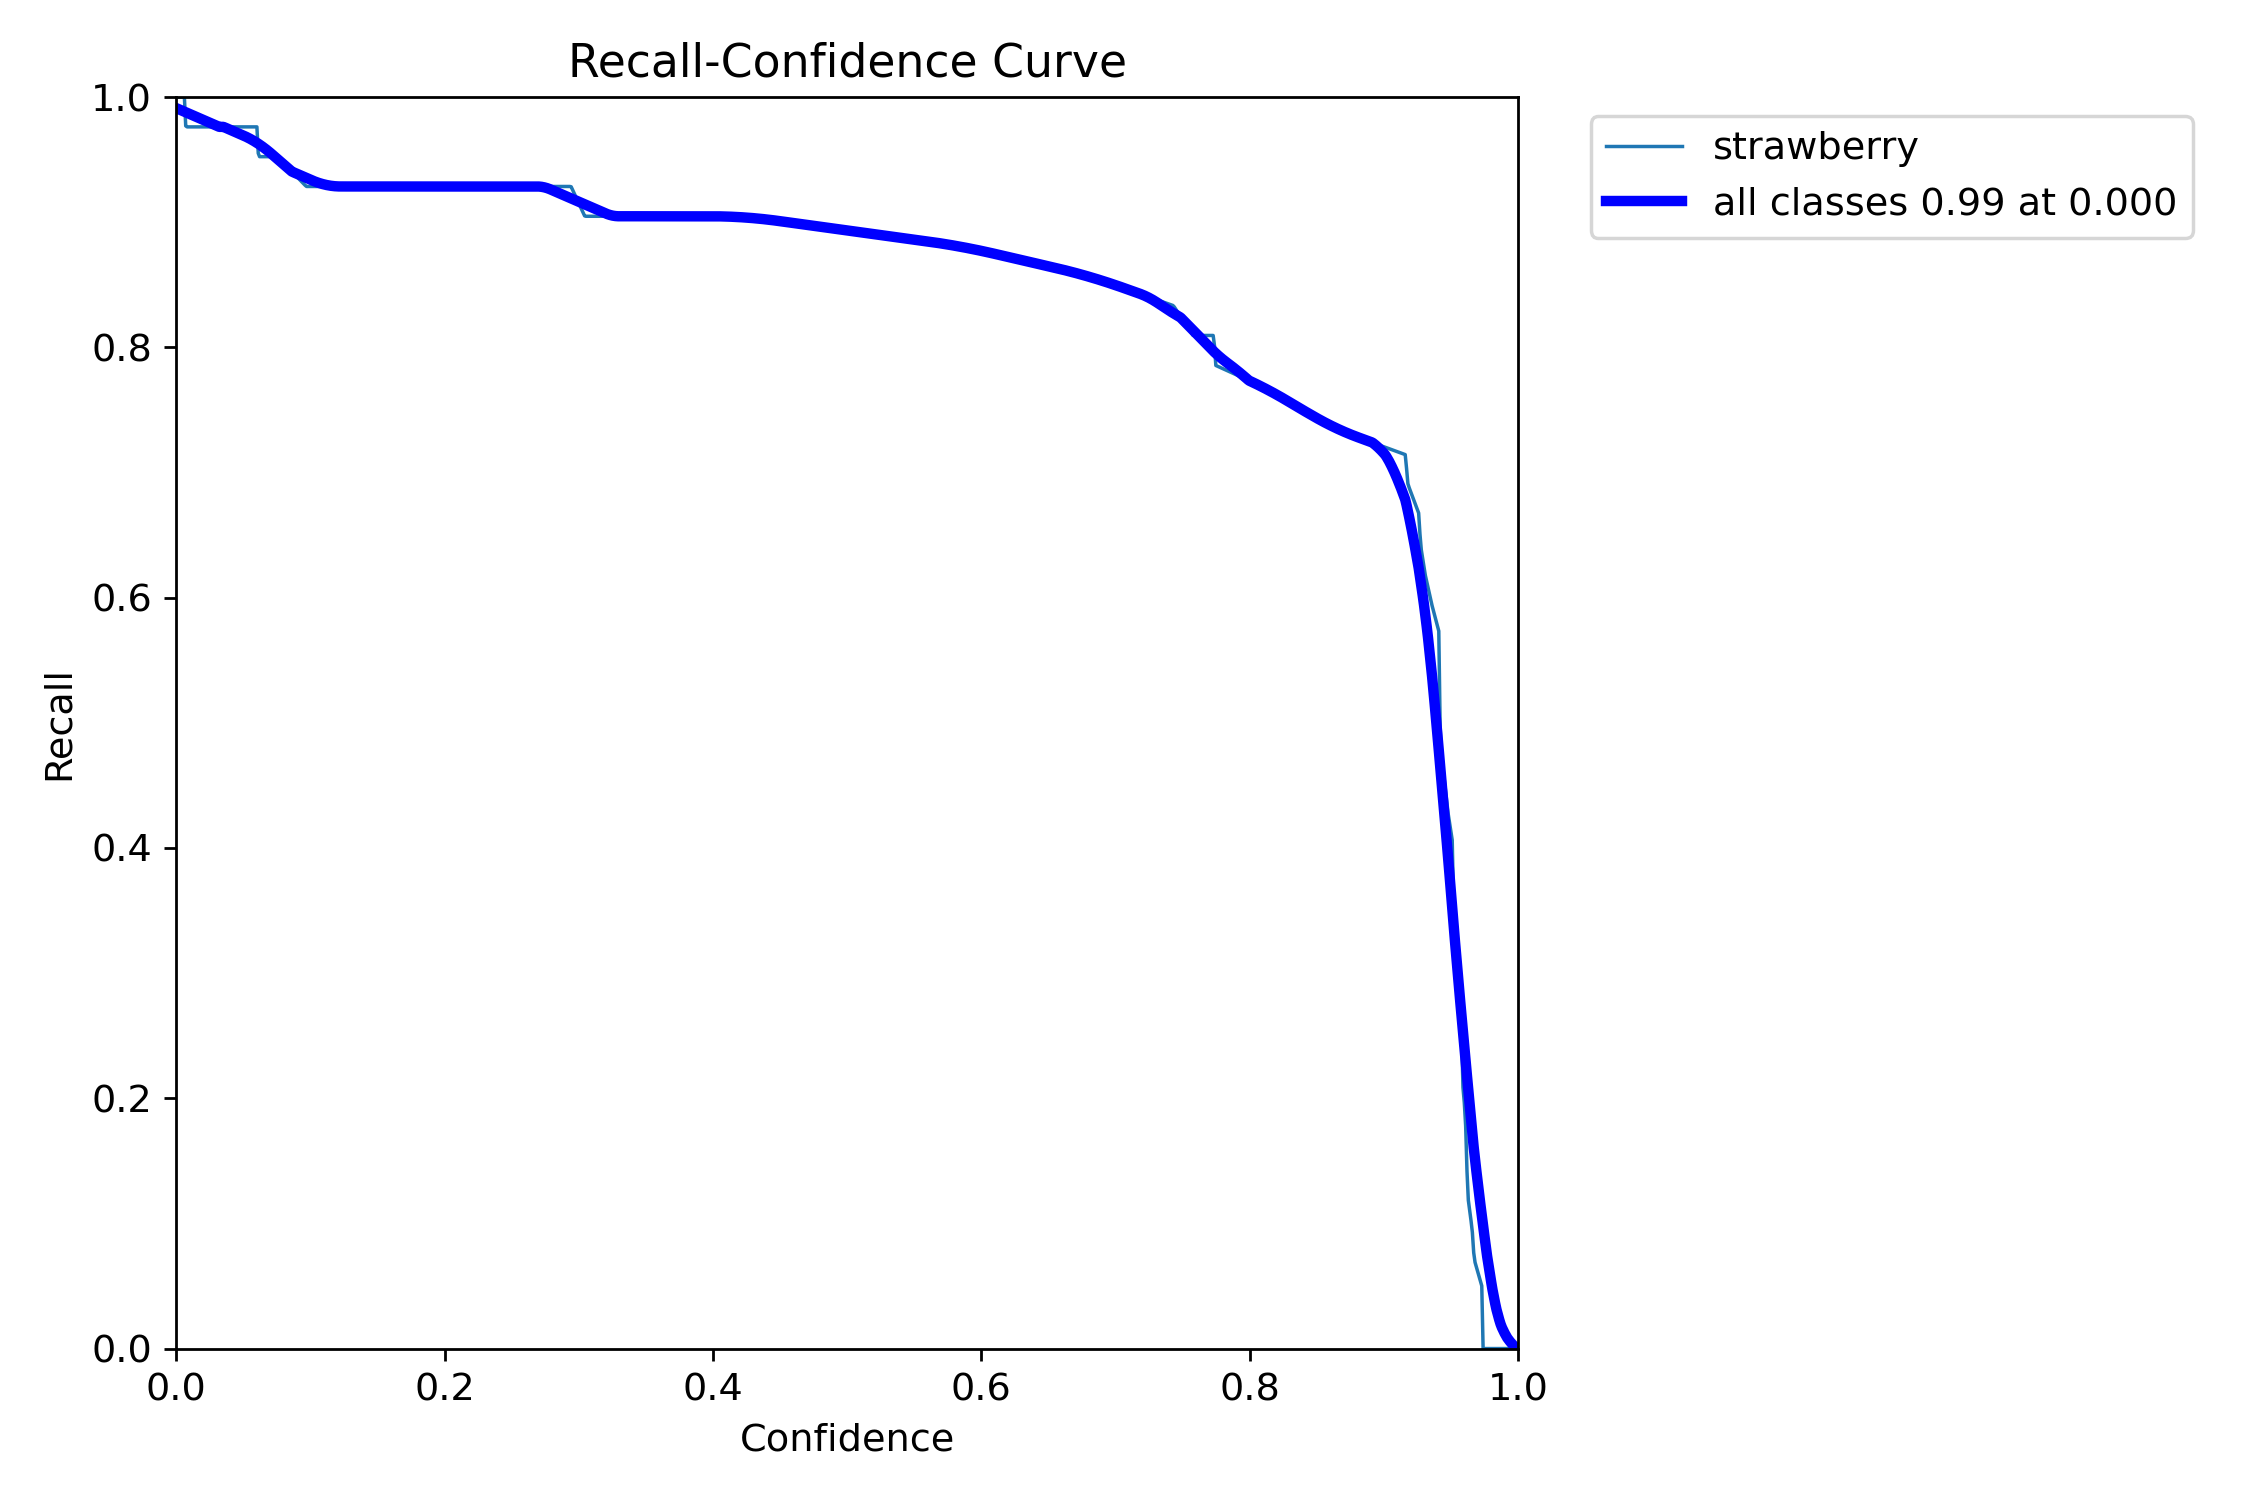 Recall-Confidence Curve
strawberry
all classes 0.99 at 0.000
1.0
0.8
0.6
0.4
0.2
0.0
Recall
0.0 0.2 0.4 0.6 0.8 1.0
Confidence